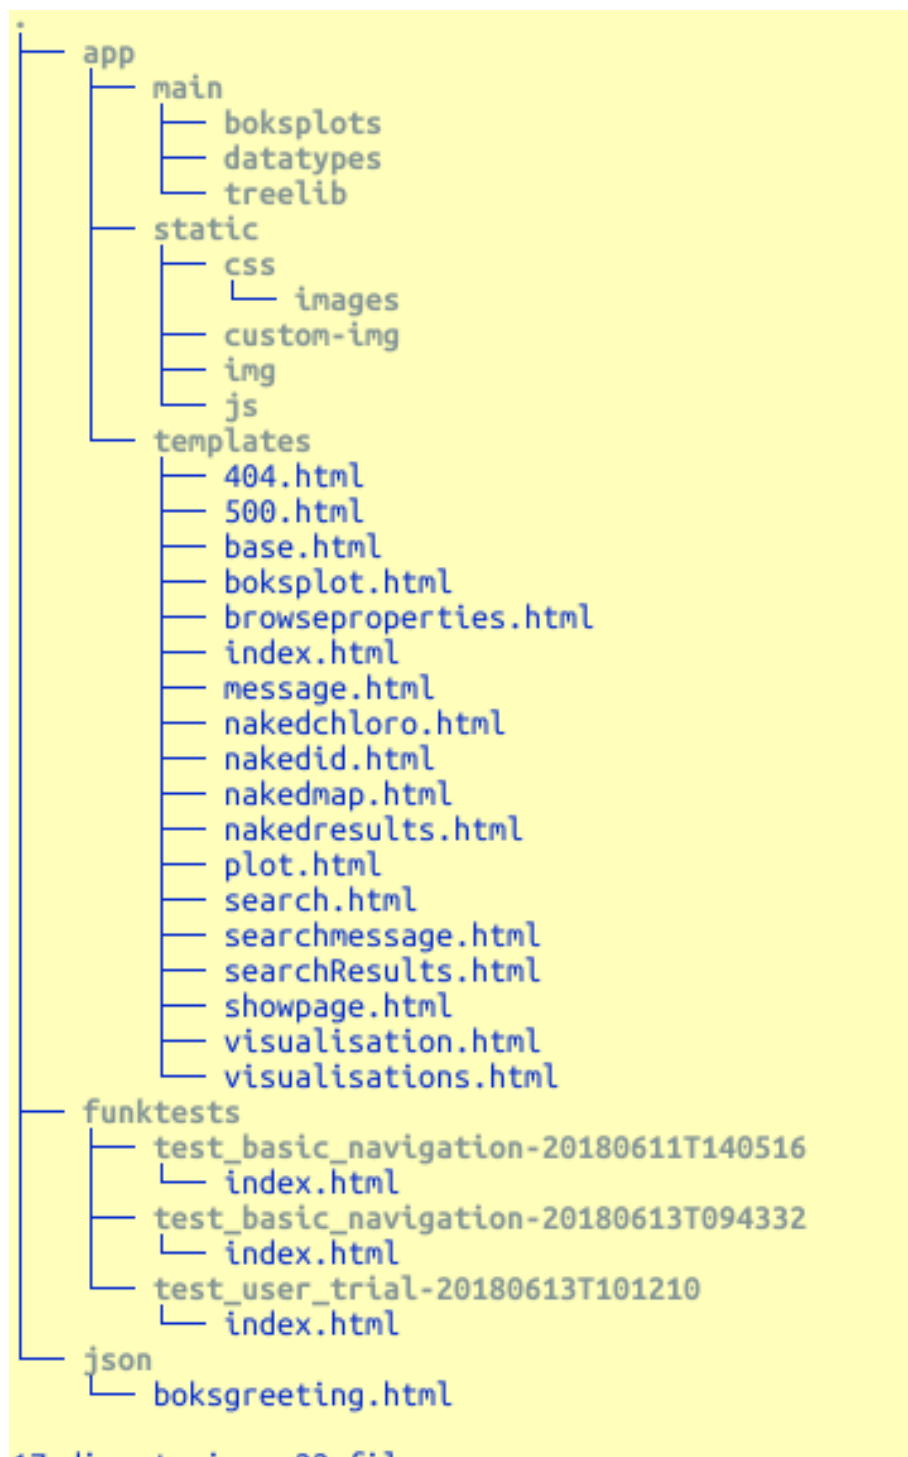 .
├── app
│   ├── main
│   │   ├── boksplots
│   │   ├── datatypes
│   │   └── treelib
│   ├── static
│   │   ├── css
│   │   │   └── images
│   │   ├── custom-img
│   │   ├── img
│   │   └── js
│   └── templates
│       ├── 404.html
│       ├── 500.html
│       ├── base.html
│       ├── boksplot.html
│       ├── browseproperties.html
│       ├── index.html
│       ├── message.html
│       ├── nakedchloro.html
│       ├── nakedid.html
│       ├── nakedmap.html
│       ├── nakedresults.html
│       ├── plot.html
│       ├── search.html
│       ├── searchmessage.html
│       ├── searchResults.html
│       ├── showpage.html
│       ├── visualisation.html
│       └── visualisations.html
├── funktests
│   ├── test_basic_navigation-20180611T140516
│   │   └── index.html
│   ├── test_basic_navigation-20180613T094332
│   │   └── index.html
│   └── test_user_trial-20180613T101210
│       └── index.html
└── json
    └── boksgreeting.html